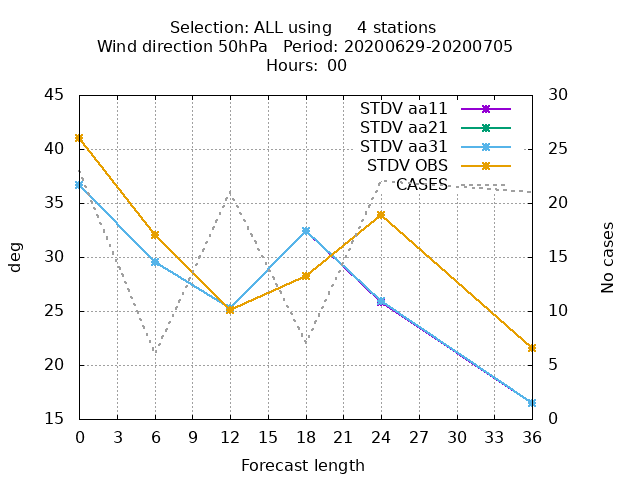 Selection: ALL using     4 stations
Wind direction 50hPa   Period: 20200629-20200705
Hours: 00
45
40
35
30
25
20
15
30
25
20
15
10
5
0
STDV aa11
STDV aa21
STDV aa31
STDV OBS
CASES
deg
No cases
0 3 6 9 12 15 18 21 24 27 30 33 36
Forecast length